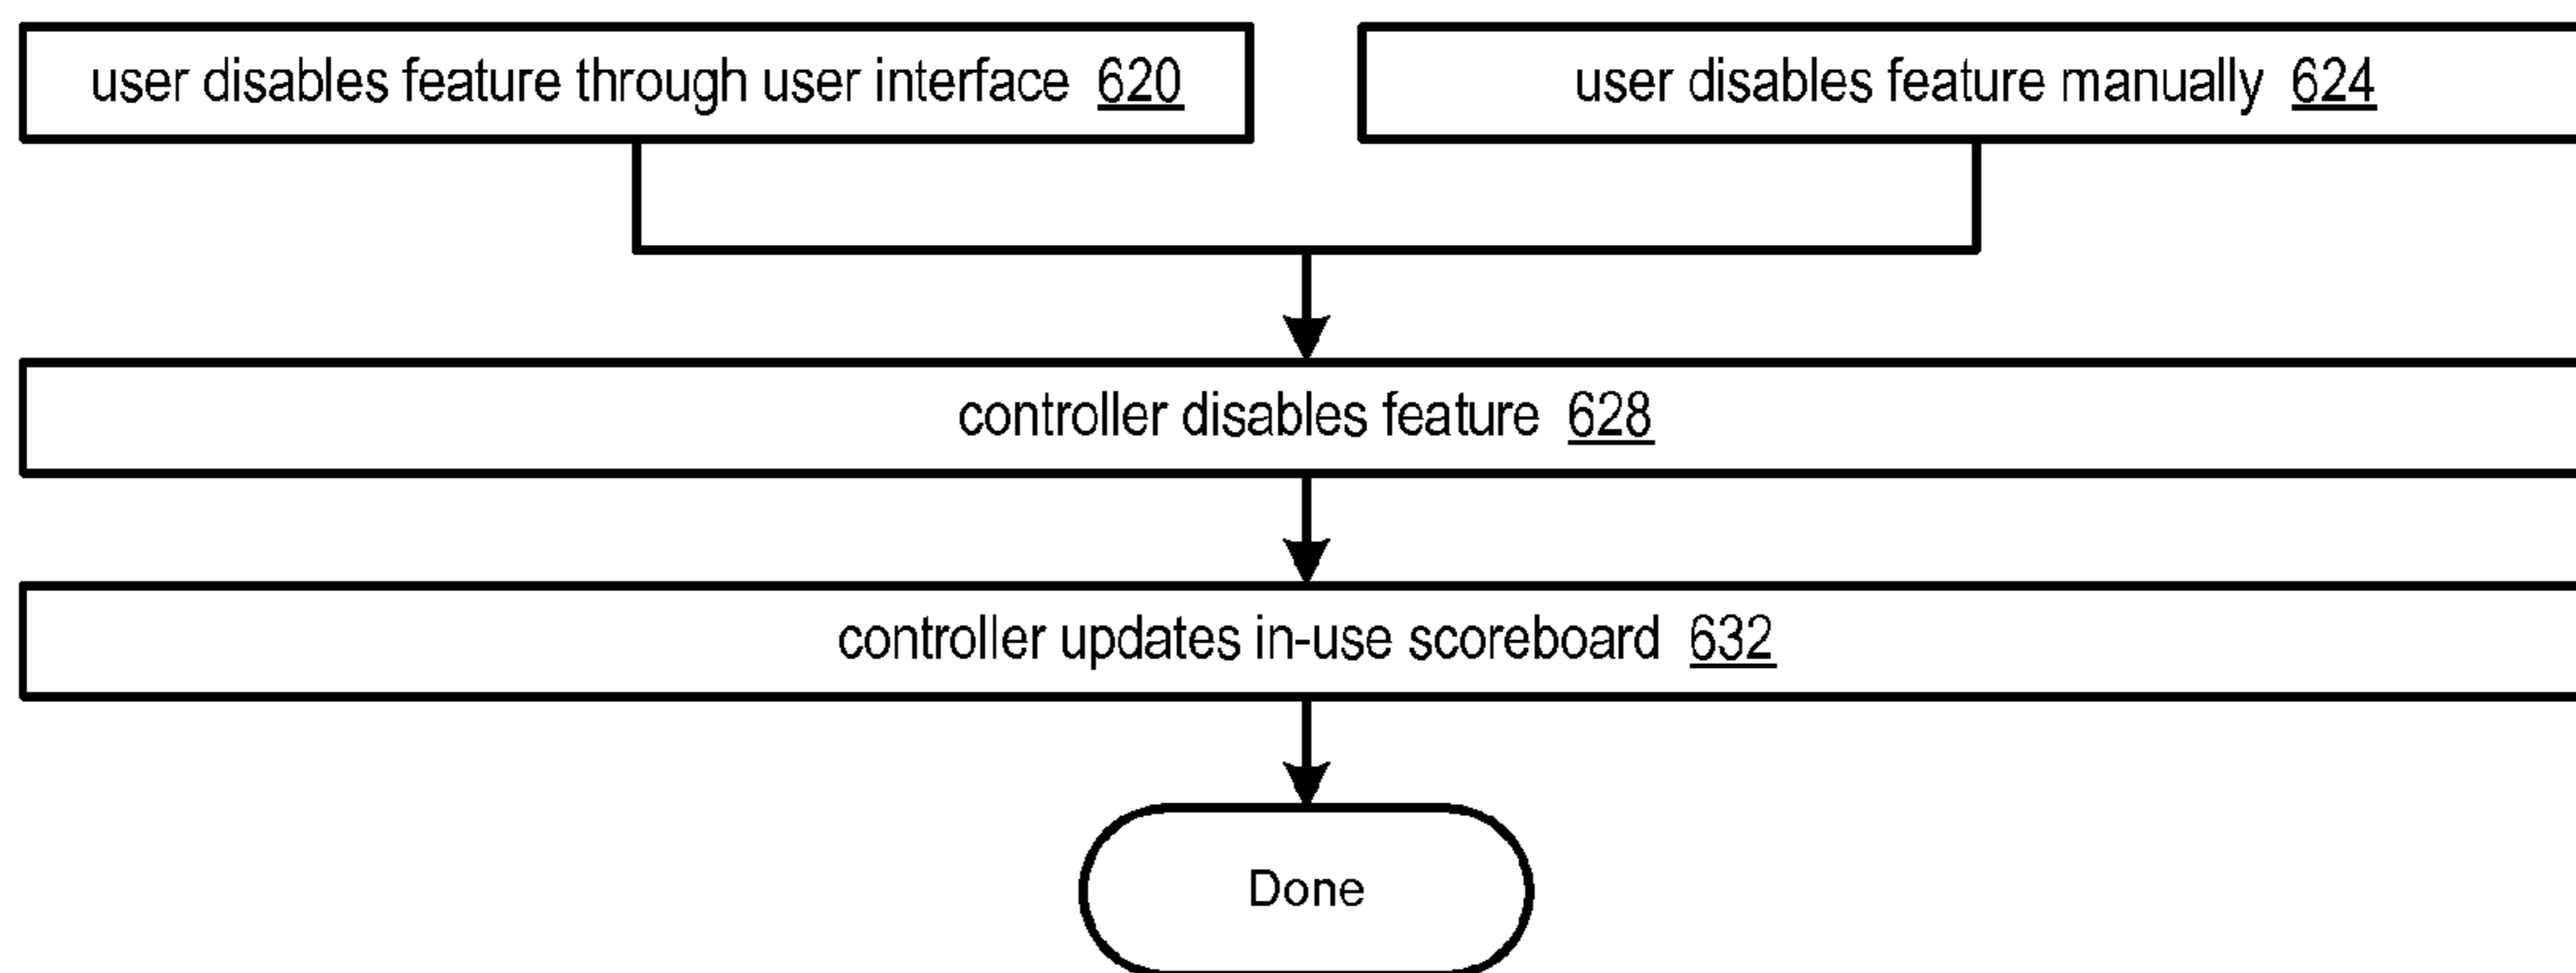 user disables feature through user interface 620
user disables feature manually 624
controller disables feature 628
controller updates in-use scoreboard 632
Done